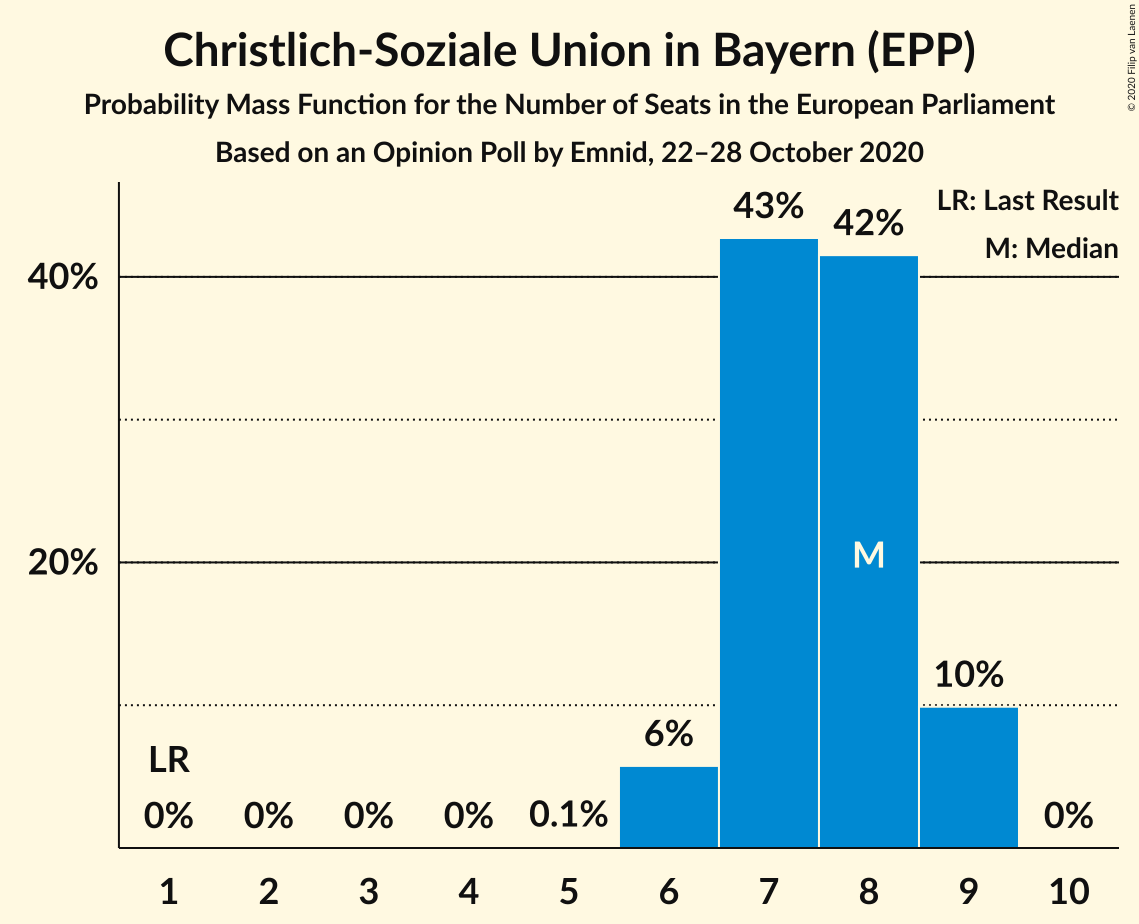 Christlich-Soziale Union in Bayern (EPP)
Probability Mass Function for the Number of Seats in the European Parliament
Based on an Opinion Poll by Emnid, 22–28 October 2020
© 2020 Filip van Laenen
LR: Last Result
M: Median
43%
42%
40%
20%
M
10%
6%
LR
0%
0%
0%
0%
0.1%
0%
1 2 3 4 5 6 7 8 9 10